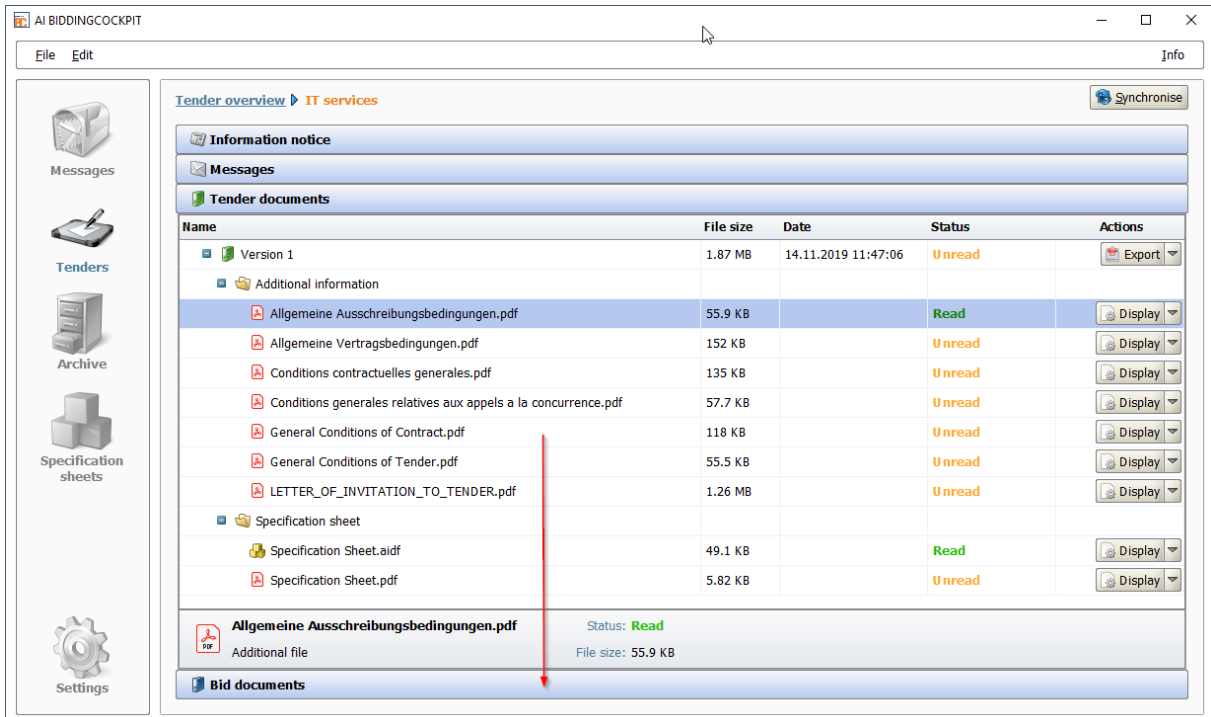 AI BIDDINGCOCKPIT
File Edit Info
Messages
Tenders
Archive
Specification
sheets
Settings
Tender overview IT services Synchronise
Information notice
Messages
Tender documents
Name File size Date Status Actions
Version 1 1.87 MB 14.11.2019 11:47:06 Unread Export
Additional information
Allgemeine Ausschreibungsbedingungen.pdf 55.9 KB Read Display
Allgemeine Vertragsbedingungen.pdf 152 KB Unread Display
Conditions contractuelles generales.pdf 135 KB Unread Display
Conditions generales relatives aux appels a la concurrence.pdf 57.7 KB Unread Display
General Conditions of Contract.pdf 118 KB Unread Display
General Conditions of Tender.pdf 55.5 KB Unread Display
LETTER_OF_INVITATION_TO_TENDER.pdf 1.26 MB Unread Display
Specification sheet
Specification Sheet.aidf 49.1 KB Read Display
Specification Sheet.pdf 5.82 KB Unread Display
PDF
Allgemeine Ausschreibungsbedingungen.pdf Status: Read
Additional file File size: 55.9 KB
Bid documents